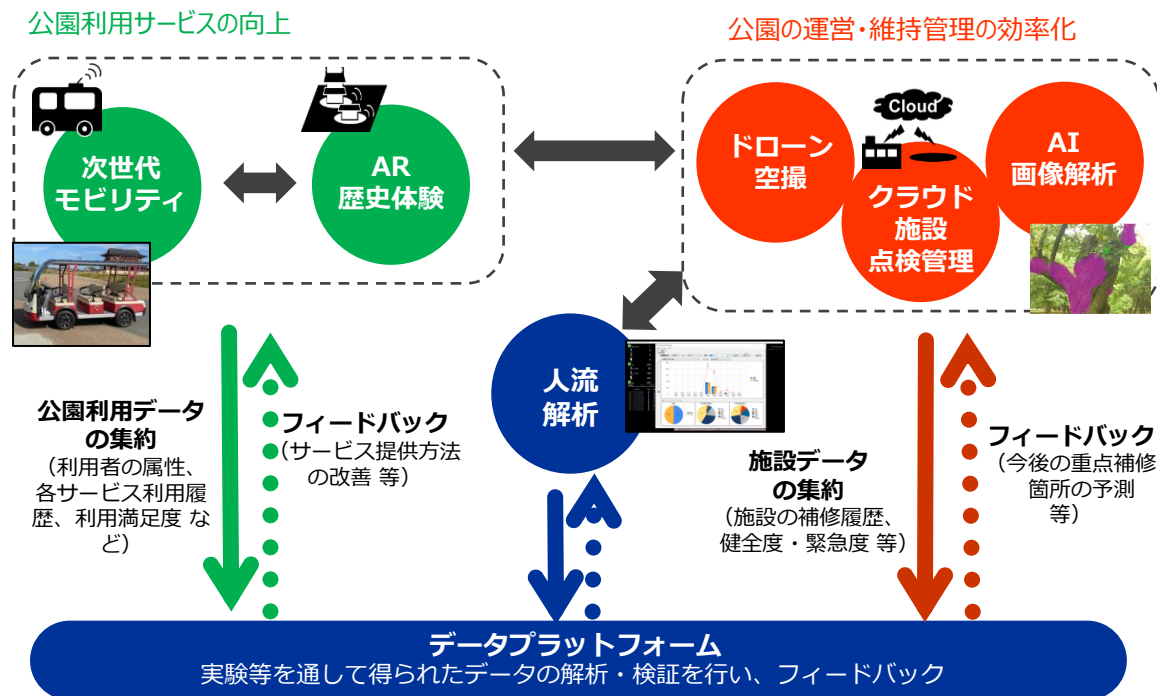 公園利用サービスの向上
公園の運営・維持管理の効率化
次世代
モビリティ
AR
歴史体験
ドローン
空撮
Cloud
クラウド
施設
点検管理
AI
画像解析
人流
解析
公園利用データ
の集約
（利用者の属性、
各サービス利用履
歴、利用満足度 な
ど）
フィードバック
（サービス提供方法
の改善 等）
施設データ
の集約
（施設の補修履歴、
健全度・緊急度 等）
フィードバック
（今後の重点補修
箇所の予測
等）
データプラットフォーム
実験等を通して得られたデータの解析・検証を行い、フィードバック